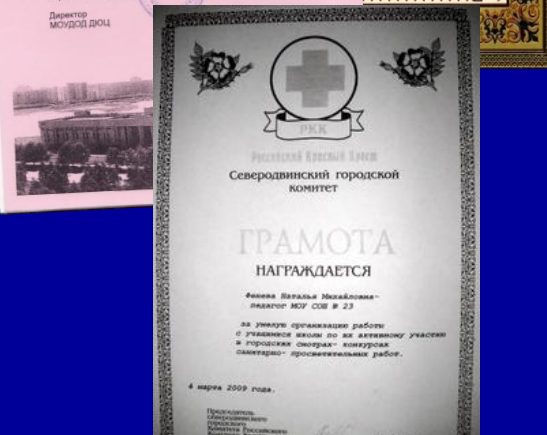 Директор
МОУДОД ДЮЦ
РКК
Российский Красный Крест
Северодвинский городской
комитет
ГРАМОТА
НАГРАЖДАЕТСЯ
Фенева Наталья Михайловна-
педагог МОУ СОШ № 23
за умелую организацию работы
с учащимися школы по их активному участию
в городских смотрах- конкурсах
санитарно- просветительных работ.
6 марта 2009 года.
Председатель
северодвинского
городского
Комитета Российского